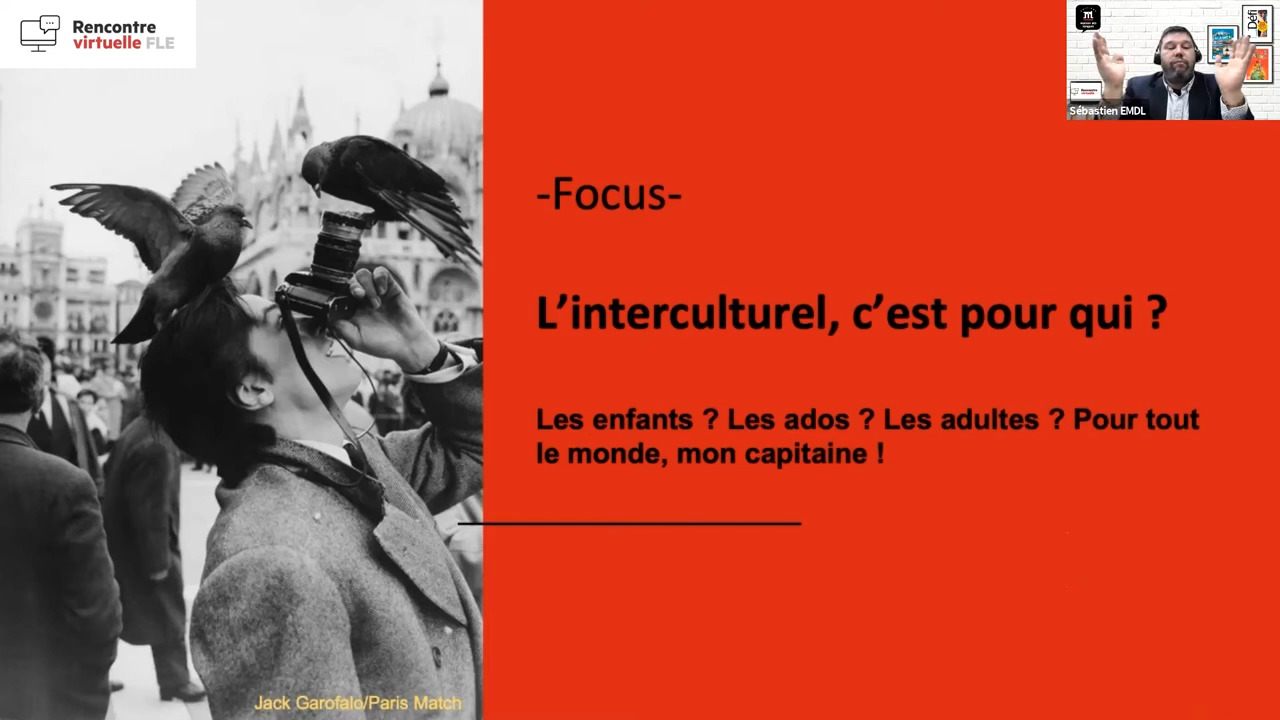 Rencontre
virtuelle FLE
Sébastien EMDL
Défi
-Focus-
L’interculturel, c’est pour qui ?
Les enfants ? Les ados ? Les adultes ? Pour tout
le monde, mon capitaine !
Jack Garofalo/Paris Match